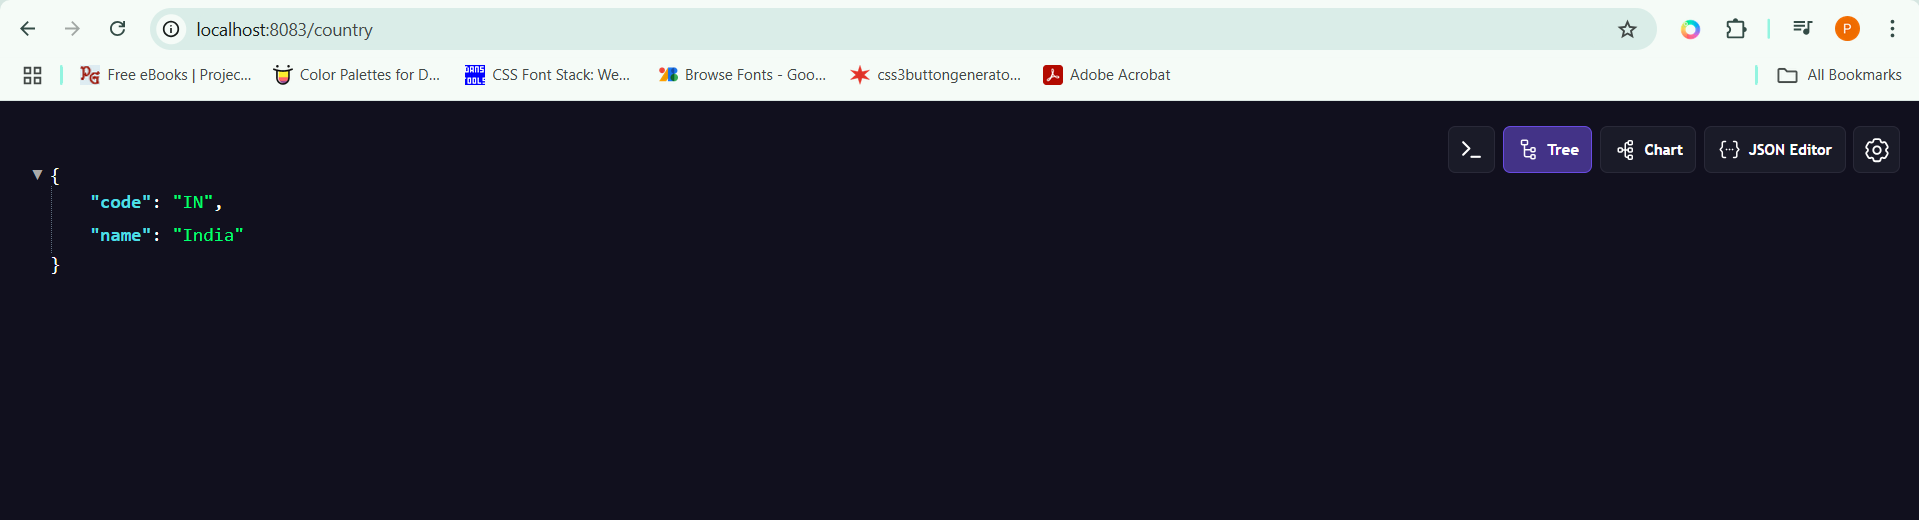 localhost:8083/country
P
Free eBooks | Projec...
Color Palettes for D...
CSS Font Stack: We...
Browse Fonts - Goo...
css3buttongenerato...
Adobe Acrobat
All Bookmarks
Tree
Chart
JSON Editor
{
"code": "IN",
"name": "India"
}